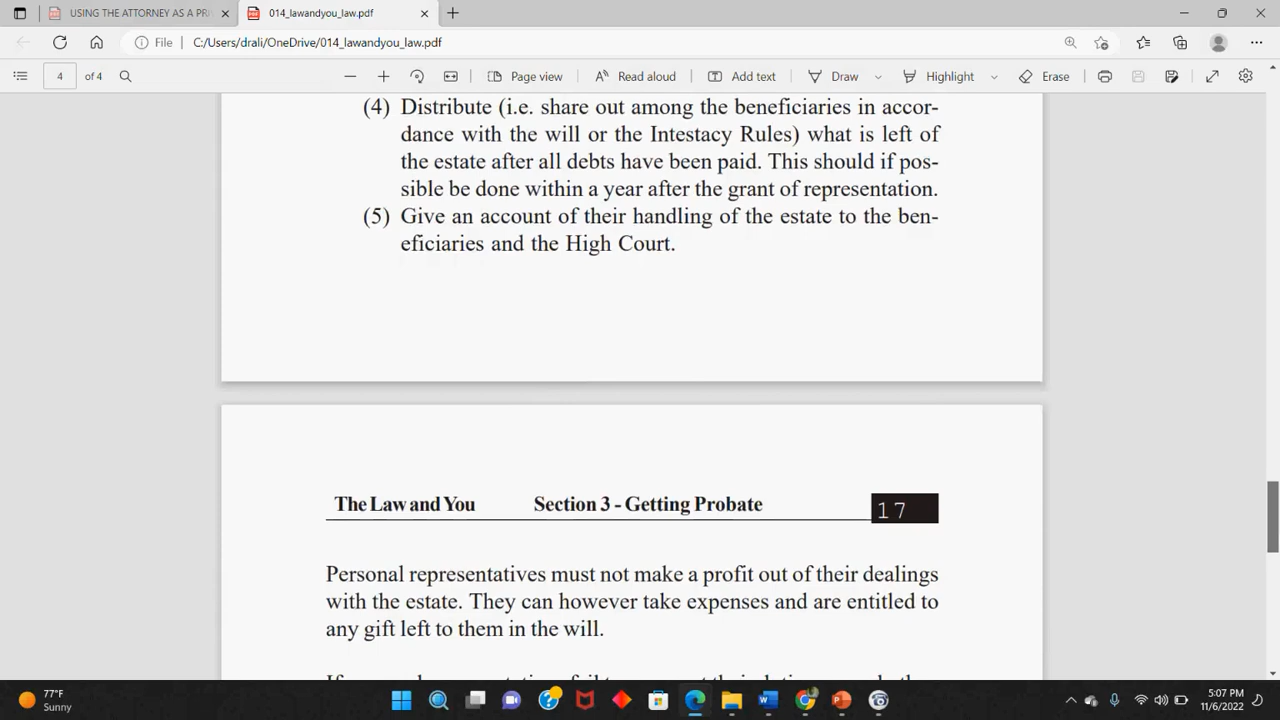 USING THE ATTORNEY AS A PRI
014_lawandyou_law.pdf
File
C:/Users/drali/OneDrive/014_lawandyou_law.pdf
4 of 4
Page view
Read aloud
Add text
Draw
Highlight
Erase
(4) Distribute (i.e. share out among the beneficiaries in accor-
dance with the will or the Intestacy Rules) what is left of
the estate after all debts have been paid. This should if pos-
sible be done within a year after the grant of representation.
(5) Give an account of their handling of the estate to the ben-
eficiaries and the High Court.
The Law and You Section 3 - Getting Probate 17
Personal representatives must not make a profit out of their dealings
with the estate. They can however take expenses and are entitled to
any gift left to them in the will.
77°F
Sunny
5:07 PM
11/6/2022